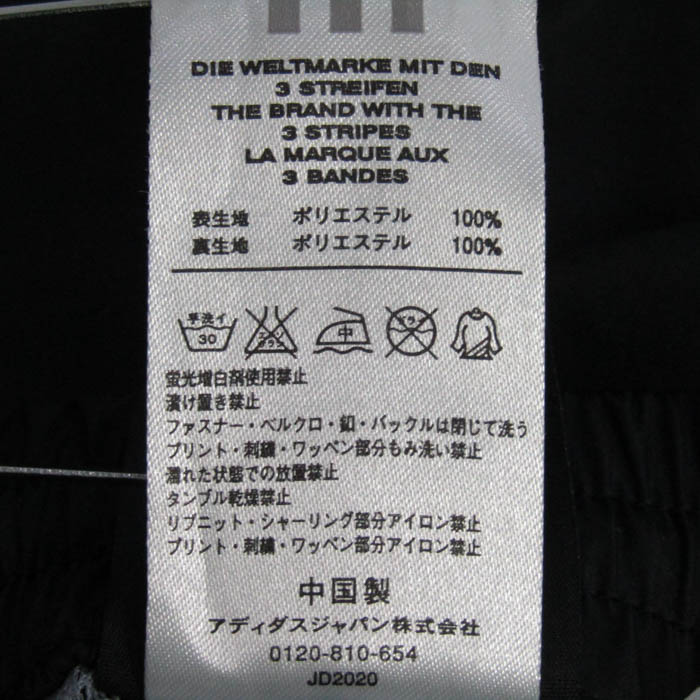 DIE WELTMARKE MIT DEN
3 STREIFEN
THE BRAND WITH THE
3 STRIPES
LA MARQUE AUX
3 BANDES
表生地 ポリエステル 100%
裏生地 ポリエステル 100%
手洗イ 30 エンソサラシ 中 ドライ
蛍光増白剤使用禁止
漬け置き禁止
ファスナー・ベルクロ・釦・バックルは閉じて洗う
プリント・刺繍・ワッペン部分もみ洗い禁止
濡れた状態での放置禁止
タンブル乾燥禁止
リブニット・シャーリング部分アイロン禁止
プリント・刺繍・ワッペン部分アイロン禁止
中国製
アディダスジャパン株式会社
0120-810-654
JD2020